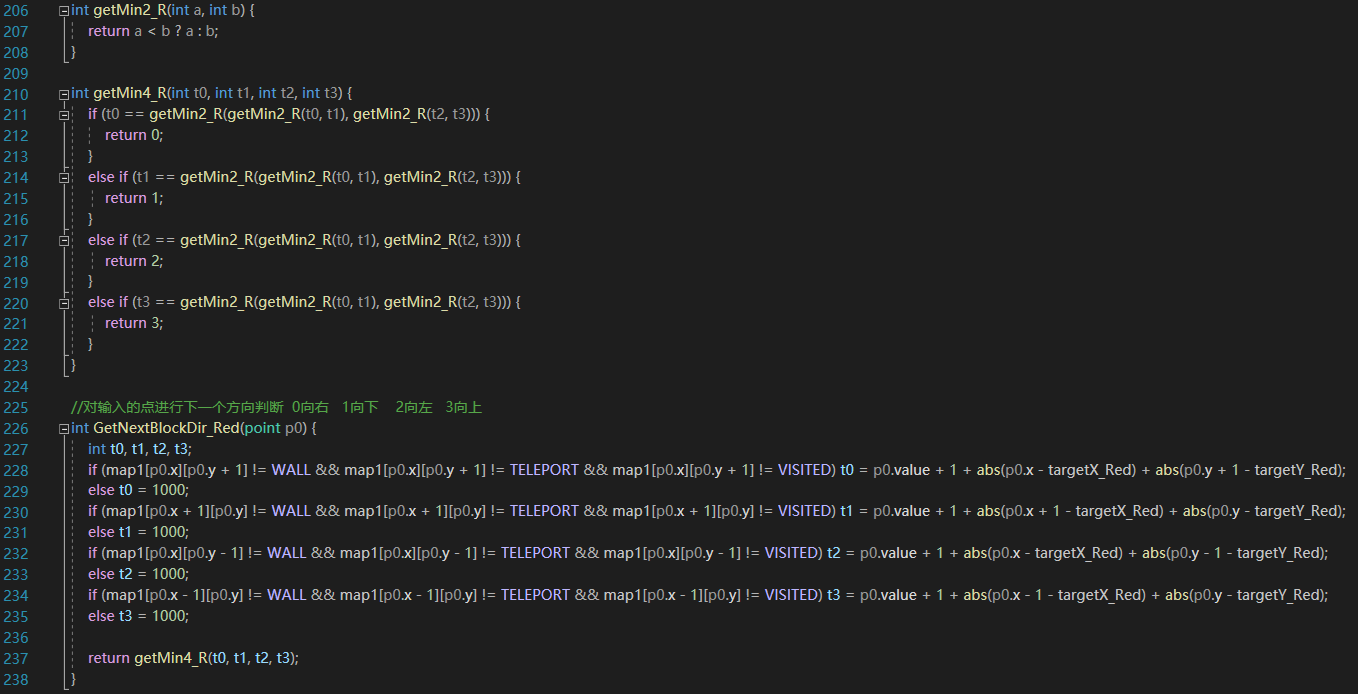 206 int getMin2_R(int a, int b) {
207 return a < b ? a : b;
208 }
209
210 int getMin4_R(int t0, int t1, int t2, int t3) {
211 if (t0 == getMin2_R(getMin2_R(t0, t1), getMin2_R(t2, t3))) {
212 return 0;
213 }
214 else if (t1 == getMin2_R(getMin2_R(t0, t1), getMin2_R(t2, t3))) {
215 return 1;
216 }
217 else if (t2 == getMin2_R(getMin2_R(t0, t1), getMin2_R(t2, t3))) {
218 return 2;
219 }
220 else if (t3 == getMin2_R(getMin2_R(t0, t1), getMin2_R(t2, t3))) {
221 return 3;
222 }
223 }
224
225 //对输入的点进行下一个方向判断 0向右 1向下 2向左 3向上
226 int GetNextBlockDir_Red(point p0) {
227 int t0, t1, t2, t3;
228 if (map1[p0.x][p0.y + 1] != WALL && map1[p0.x][p0.y + 1] != TELEPORT && map1[p0.x][p0.y + 1] != VISITED) t0 = p0.value + 1 + abs(p0.x - targetX_Red) + abs(p0.y + 1 - targetY_Red);
229 else t0 = 1000;
230 if (map1[p0.x + 1][p0.y] != WALL && map1[p0.x + 1][p0.y] != TELEPORT && map1[p0.x + 1][p0.y] != VISITED) t1 = p0.value + 1 + abs(p0.x + 1 - targetX_Red) + abs(p0.y - targetY_Red);
231 else t1 = 1000;
232 if (map1[p0.x][p0.y - 1] != WALL && map1[p0.x][p0.y - 1] != TELEPORT && map1[p0.x][p0.y - 1] != VISITED) t2 = p0.value + 1 + abs(p0.x - targetX_Red) + abs(p0.y - 1 - targetY_Red);
233 else t2 = 1000;
234 if (map1[p0.x - 1][p0.y] != WALL && map1[p0.x - 1][p0.y] != TELEPORT && map1[p0.x - 1][p0.y] != VISITED) t3 = p0.value + 1 + abs(p0.x - 1 - targetX_Red) + abs(p0.y - targetY_Red);
235 else t3 = 1000;
236
237 return getMin4_R(t0, t1, t2, t3);
238 }